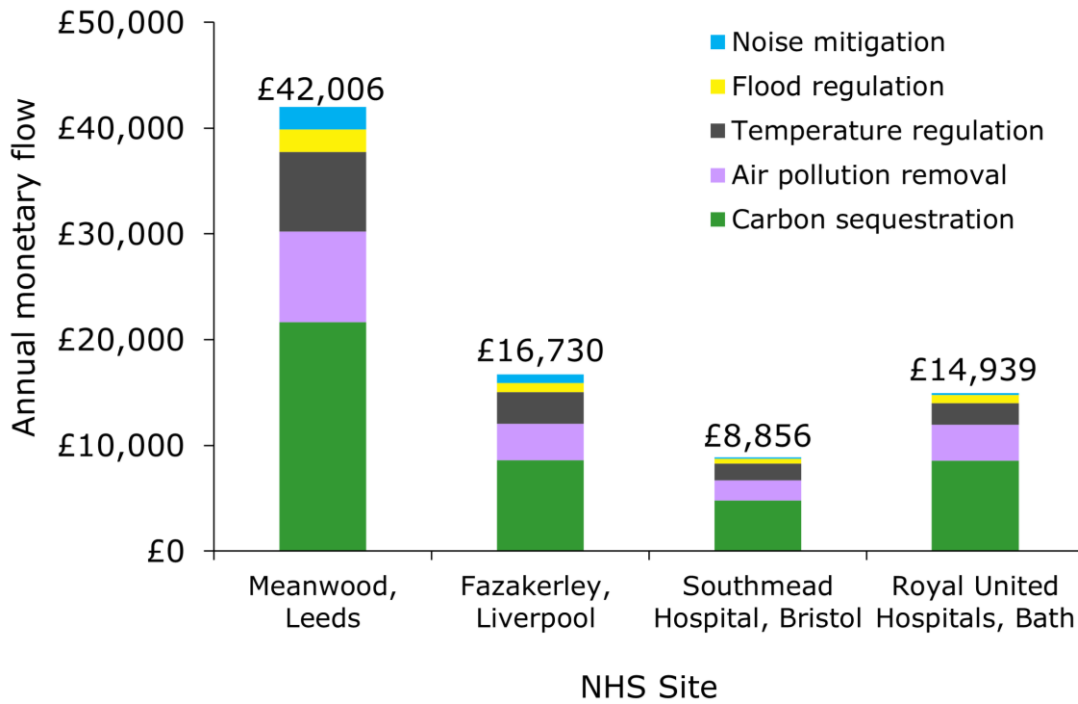 £50,000
£40,000
£30,000
£20,000
£10,000
£0
Annual monetary flow
Noise mitigation
Flood regulation
Temperature regulation
Air pollution removal
Carbon sequestration
£42,006
£16,730
£8,856
£14,939
Meanwood,
Leeds
Fazakerley,
Liverpool
Southmead
Hospital, Bristol
Royal United
Hospitals, Bath
NHS Site